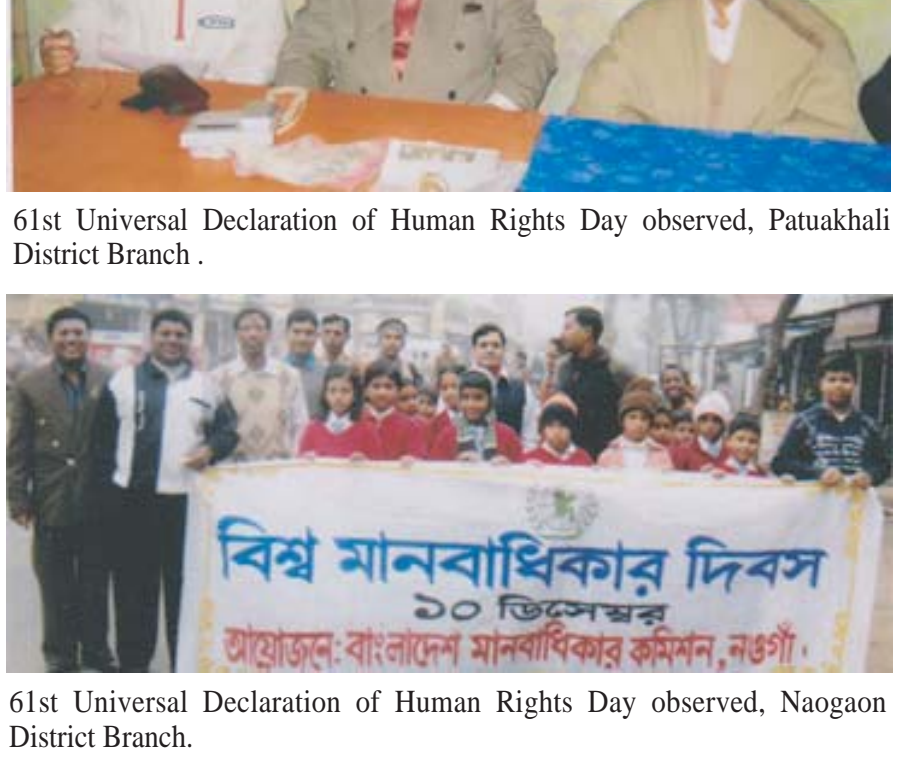 61st Universal Declaration of Human Rights Day observed, Patuakhali
District Branch .
বিশ্ব মানবাধিকার দিবস
১০ ডিসেম্বর
আয়োজনে: বাংলাদেশ মানবাধিকার কমিশন, নওগাঁ।
61st Universal Declaration of Human Rights Day observed, Naogaon
District Branch.